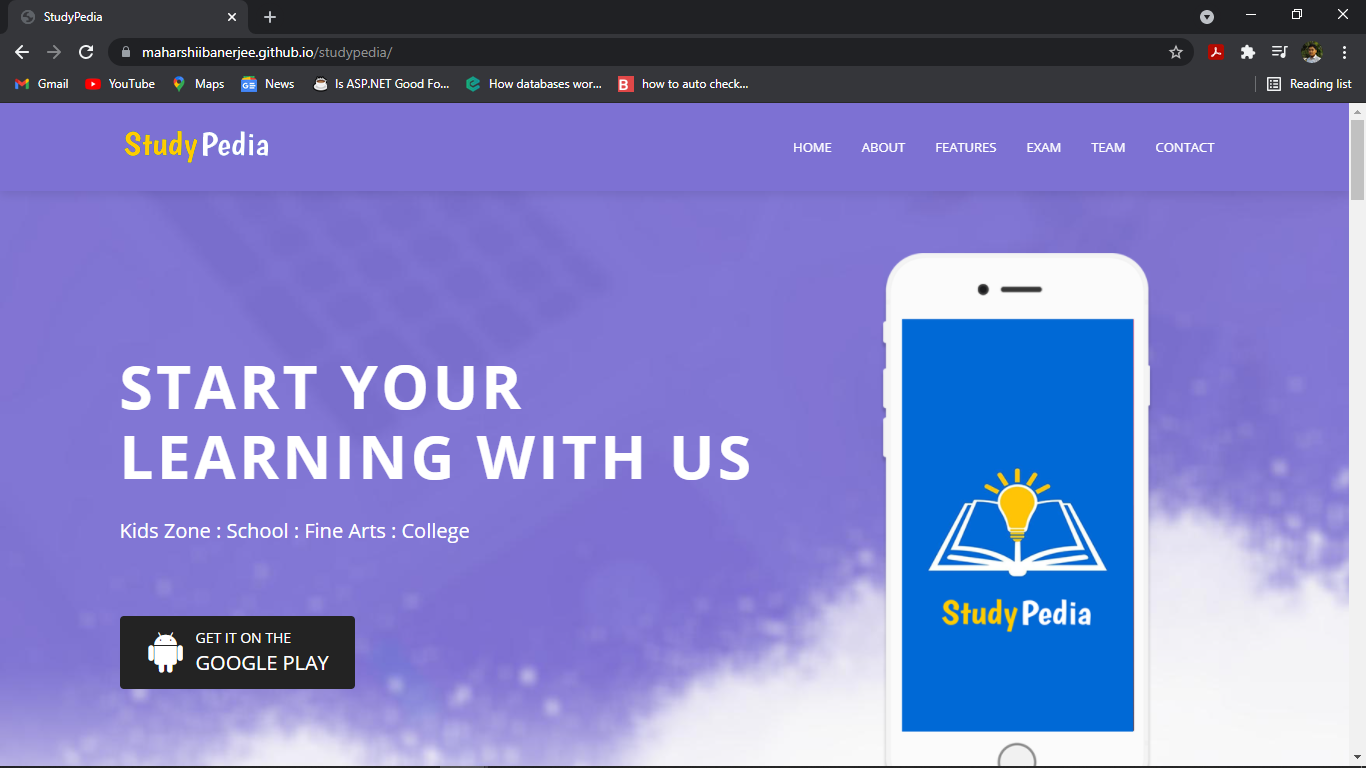 StudyPedia
maharshiibanerjee.github.io/studypedia/
Gmail YouTube Maps News Is ASP.NET Good Fo... How databases wor... how to auto check... Reading list
StudyPedia HOME ABOUT FEATURES EXAM TEAM CONTACT
START YOUR
LEARNING WITH US
Kids Zone : School : Fine Arts : College
GET IT ON THE
GOOGLE PLAY
StudyPedia